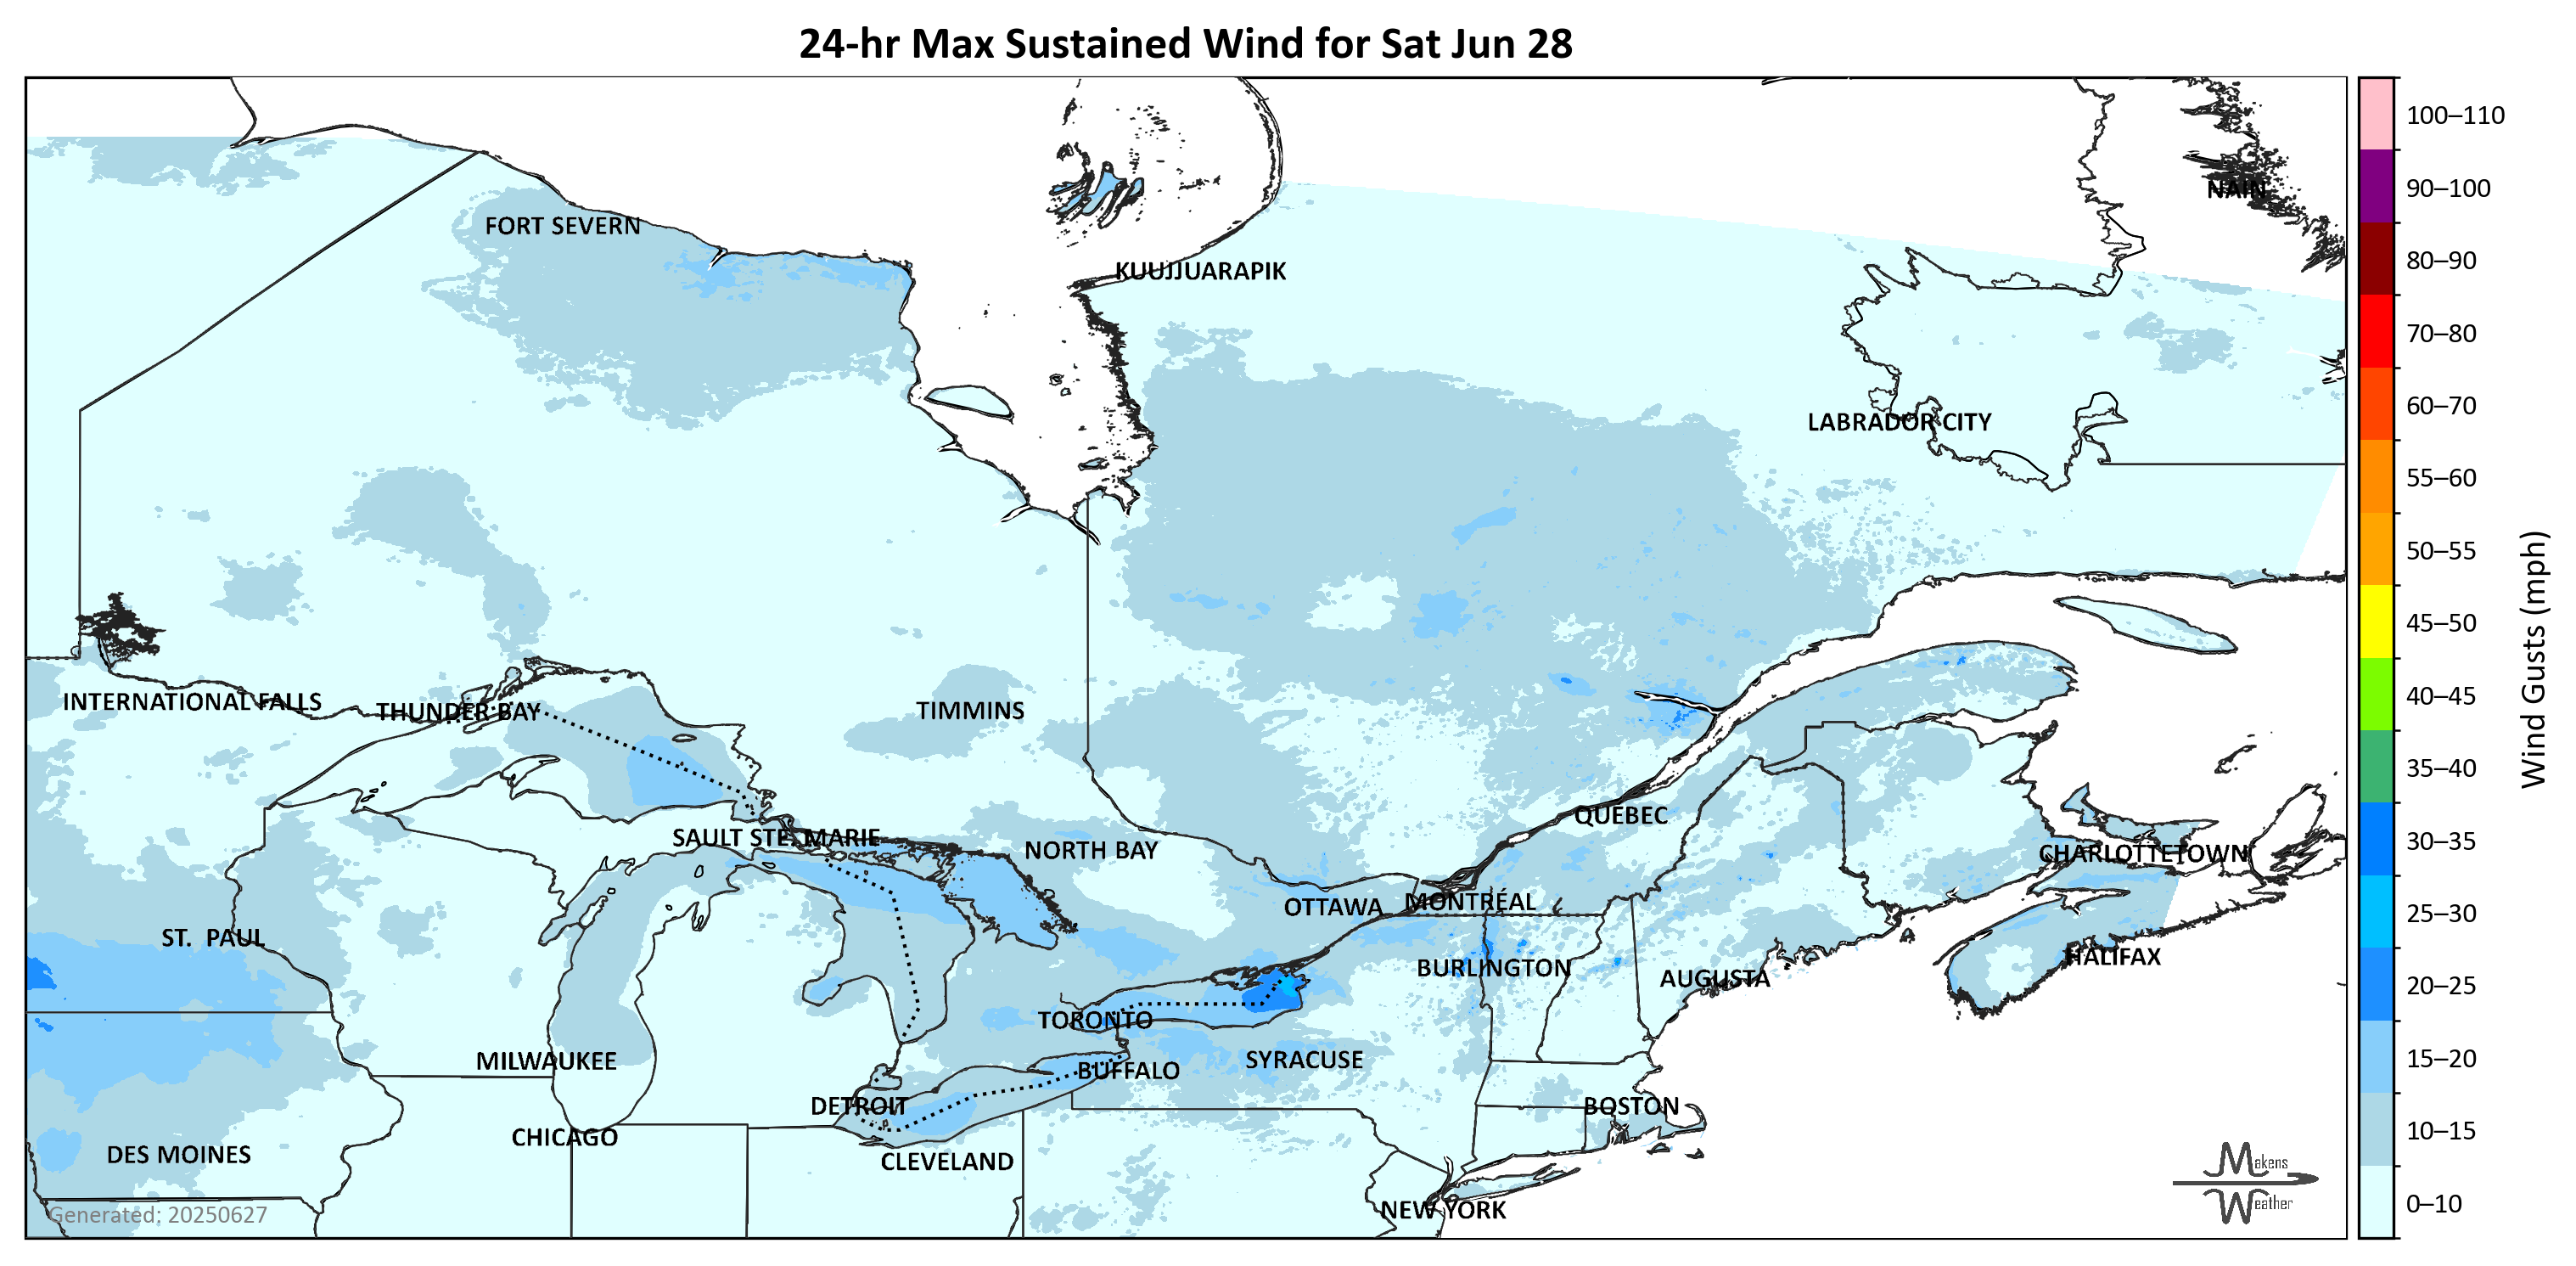 24-hr Max Sustained Wind for Sat Jun 28
100–110
90–100
NAIN
FORT SEVERN
80–90
KUUJJUARAPIK
70–80
60–70
LABRADOR CITY
55–60
50–55
45–50
Wind Gusts (mph)
40–45
INTERNATIONAL FALLS
THUNDER BAY
TIMMINS
35–40
QUÉBEC
SAULT STE. MARIE
30–35
NORTH BAY
CHARLOTTETOWN
OTTAWA
MONTRÉAL
25–30
ST. PAUL
HALIFAX
BURLINGTON
AUGUSTA
20–25
TORONTO
MILWAUKEE
SYRACUSE
15–20
BUFFALO
DETROIT
BOSTON
CHICAGO
10–15
DES MOINES
CLEVELAND
Makens
Weather
NEW YORK
0–10
Generated: 20250627